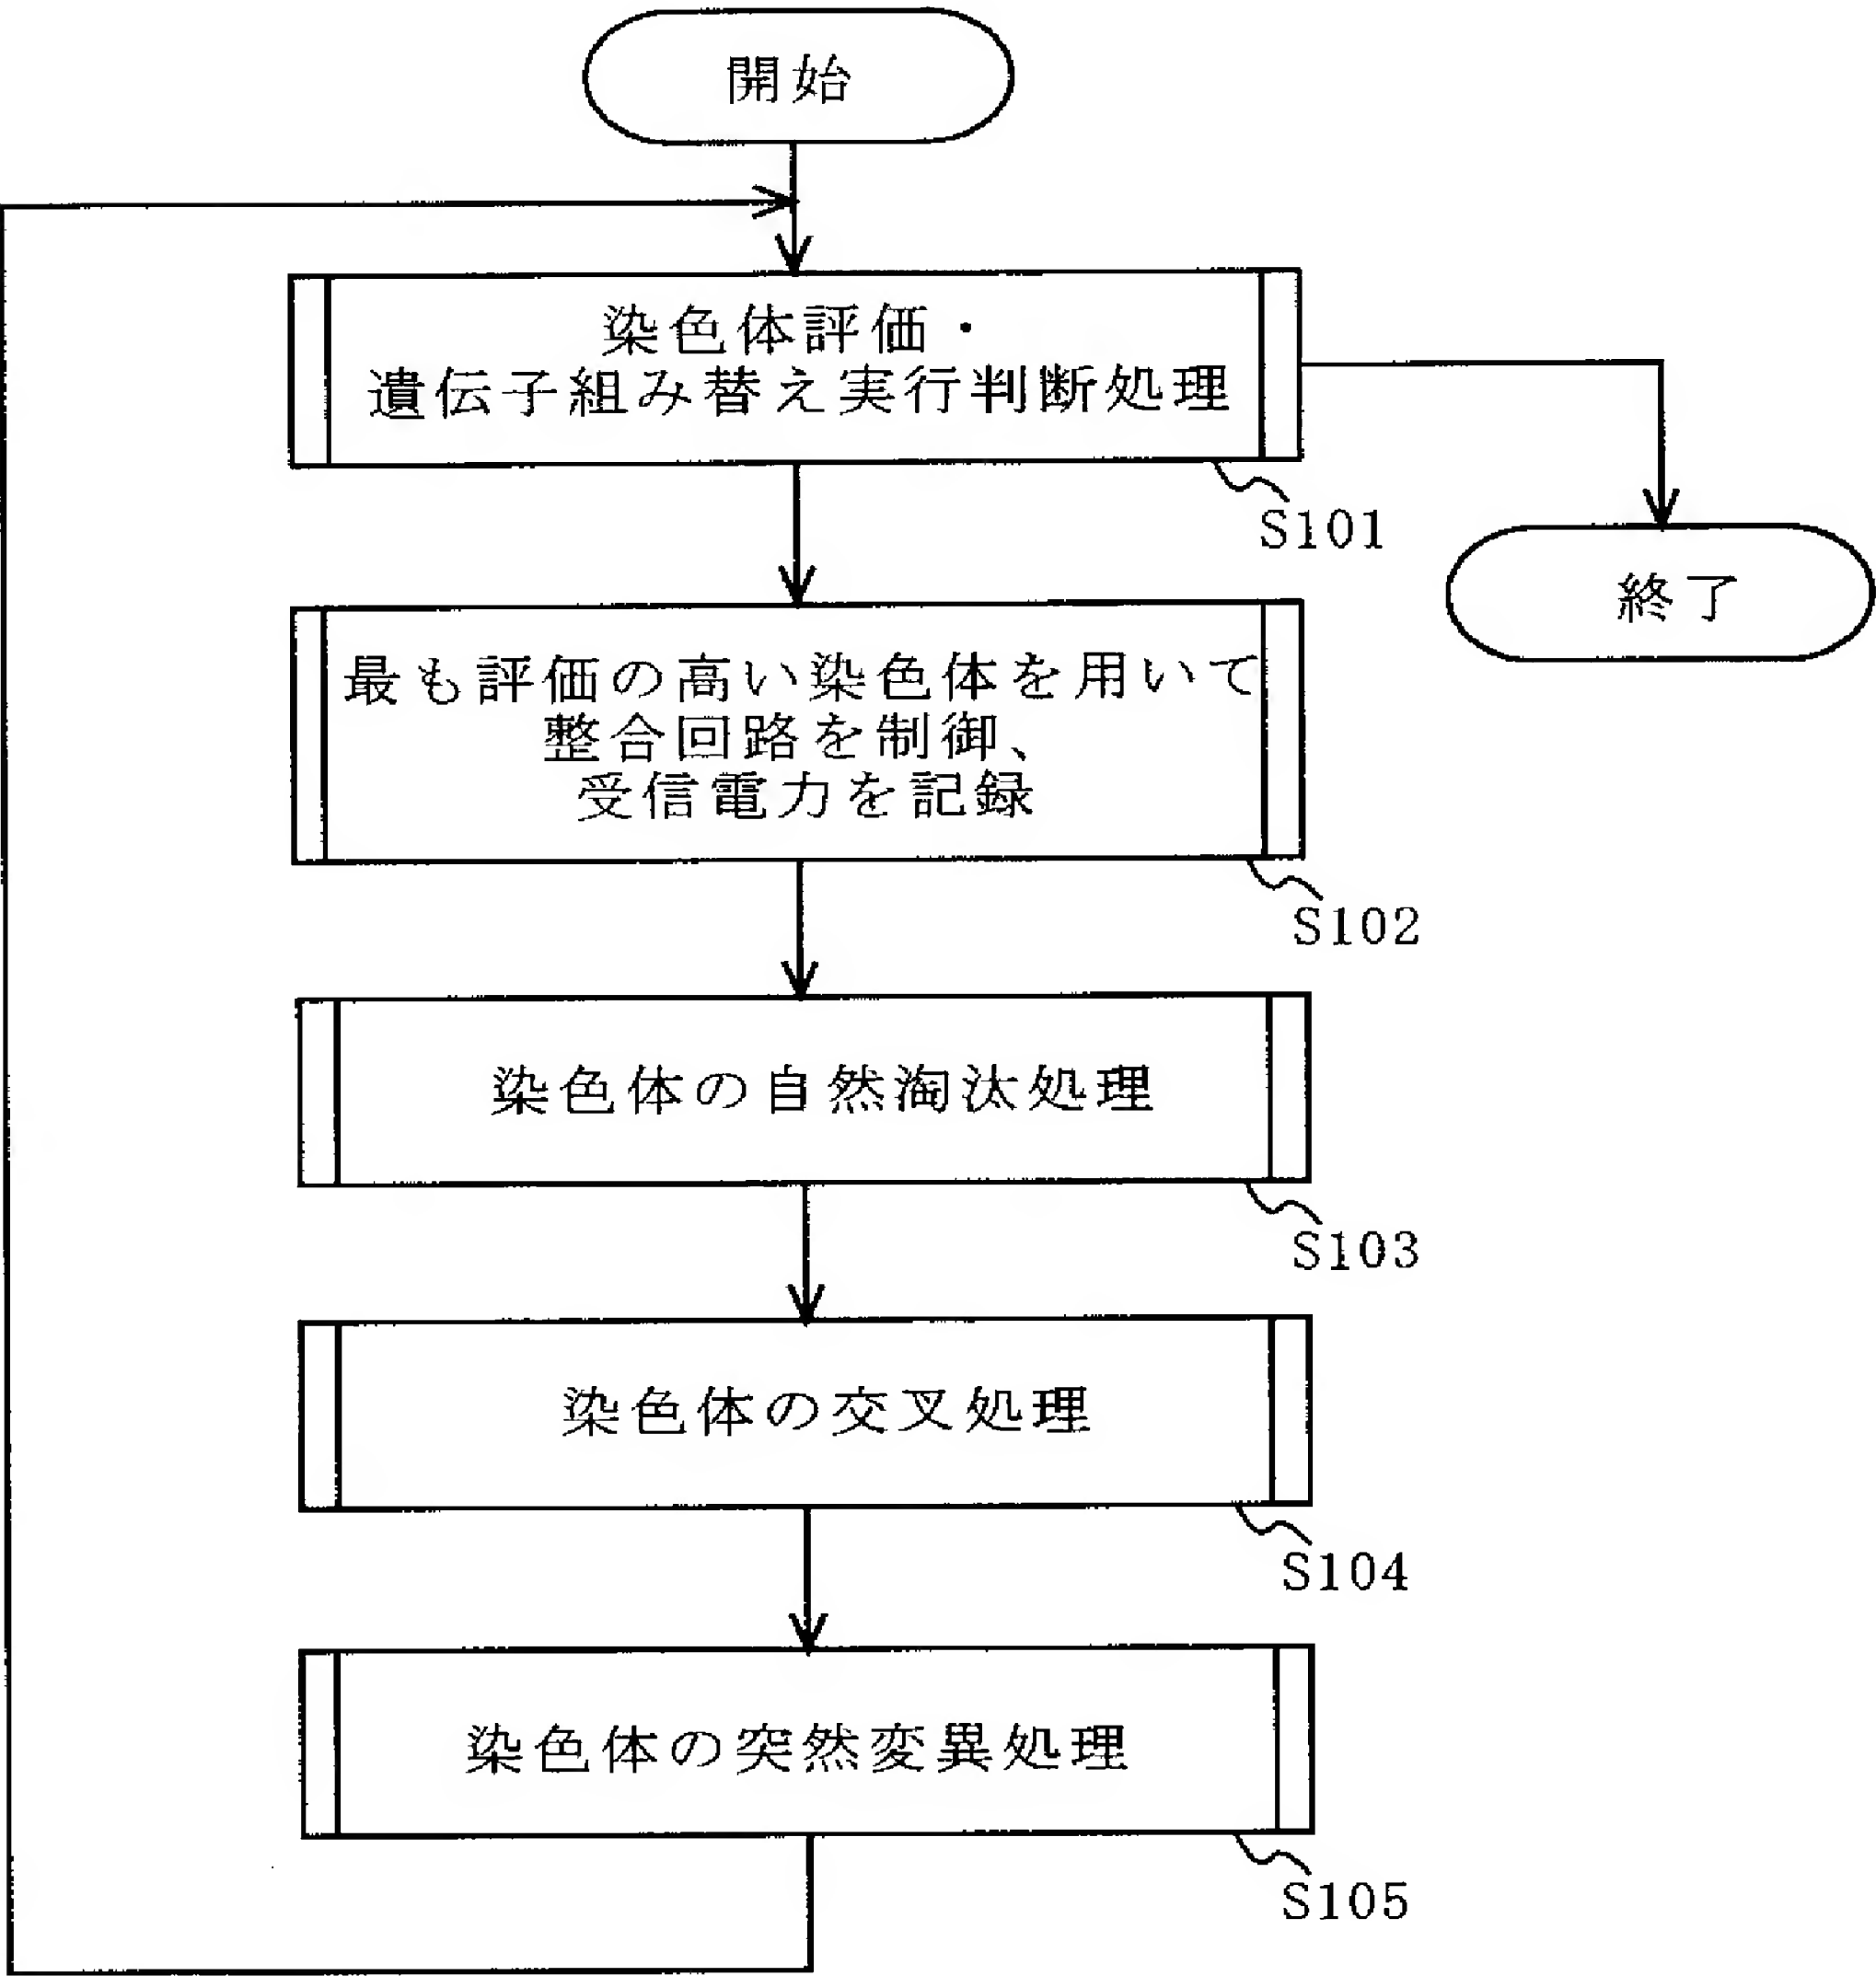 開始
染色体評価・
遺伝子組み替え実行判断処理
S101
終了
最も評価の高い染色体を用いて
整合回路を制御、
受信電力を記録
S102
染色体の自然淘汰処理
S103
染色体の交叉処理
S104
染色体の突然変異処理
S105